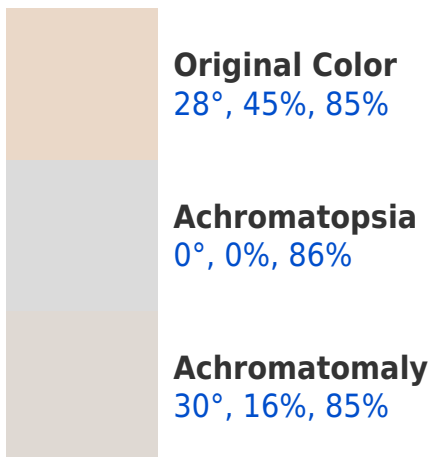 Original Color
28°, 45%, 85%
Achromatopsia
0°, 0%, 86%
Achromatomaly
30°, 16%, 85%